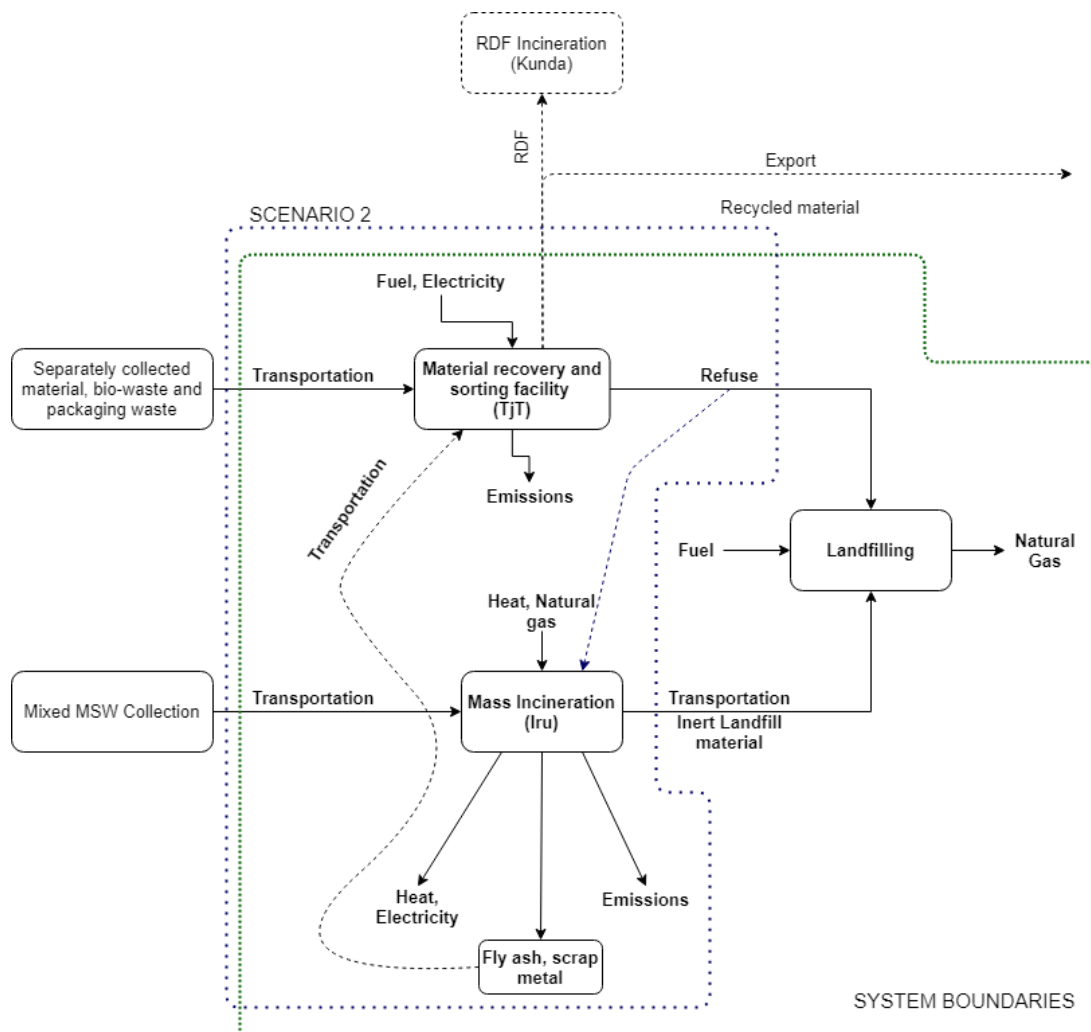 RDF Incineration
(Kunda)
RDF
Export
Recycled material
SCENARIO 2
Fuel, Electricity
Separately collected
material, bio-waste and
packaging waste
Transportation
Material recovery and
sorting facility
(TjT)
Refuse
Emissions
Transportation
Fuel
Landfilling
Natural
Gas
Heat, Natural
gas
Mixed MSW Collection
Transportation
Mass Incineration
(Iru)
Transportation
Inert Landfill
material
Heat,
Electricity
Emissions
Fly ash, scrap
metal
SYSTEM BOUNDARIES